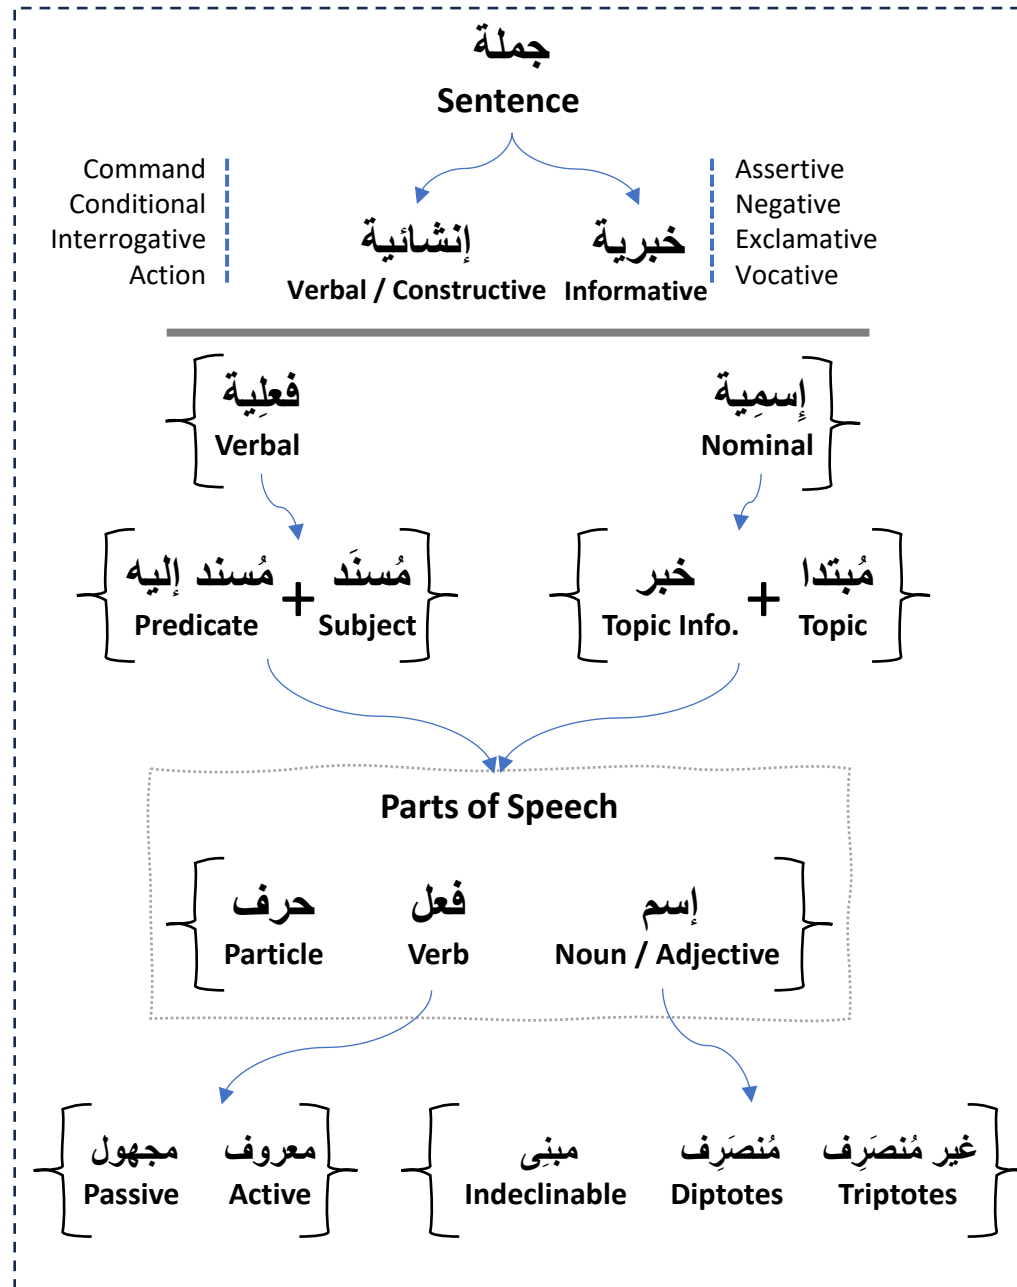 جملة
Sentence
Command
Conditional
Interrogative
Action
Assertive
Negative
Exclamative
Vocative
إنشائية
Verbal / Constructive
خبرية
Informative
فعلِية
Verbal
إِسمِية
Nominal
مُسند إليه
Predicate
+
مُسنَد
Subject
خبر
Topic Info.
+
مُبتدا
Topic
Parts of Speech
حرف
Particle
فعل
Verb
إسم
Noun / Adjective
مجهول
Passive
معروف
Active
مبنِى
Indeclinable
مُنصَرِف
Diptotes
غير مُنصَرِف
Triptotes